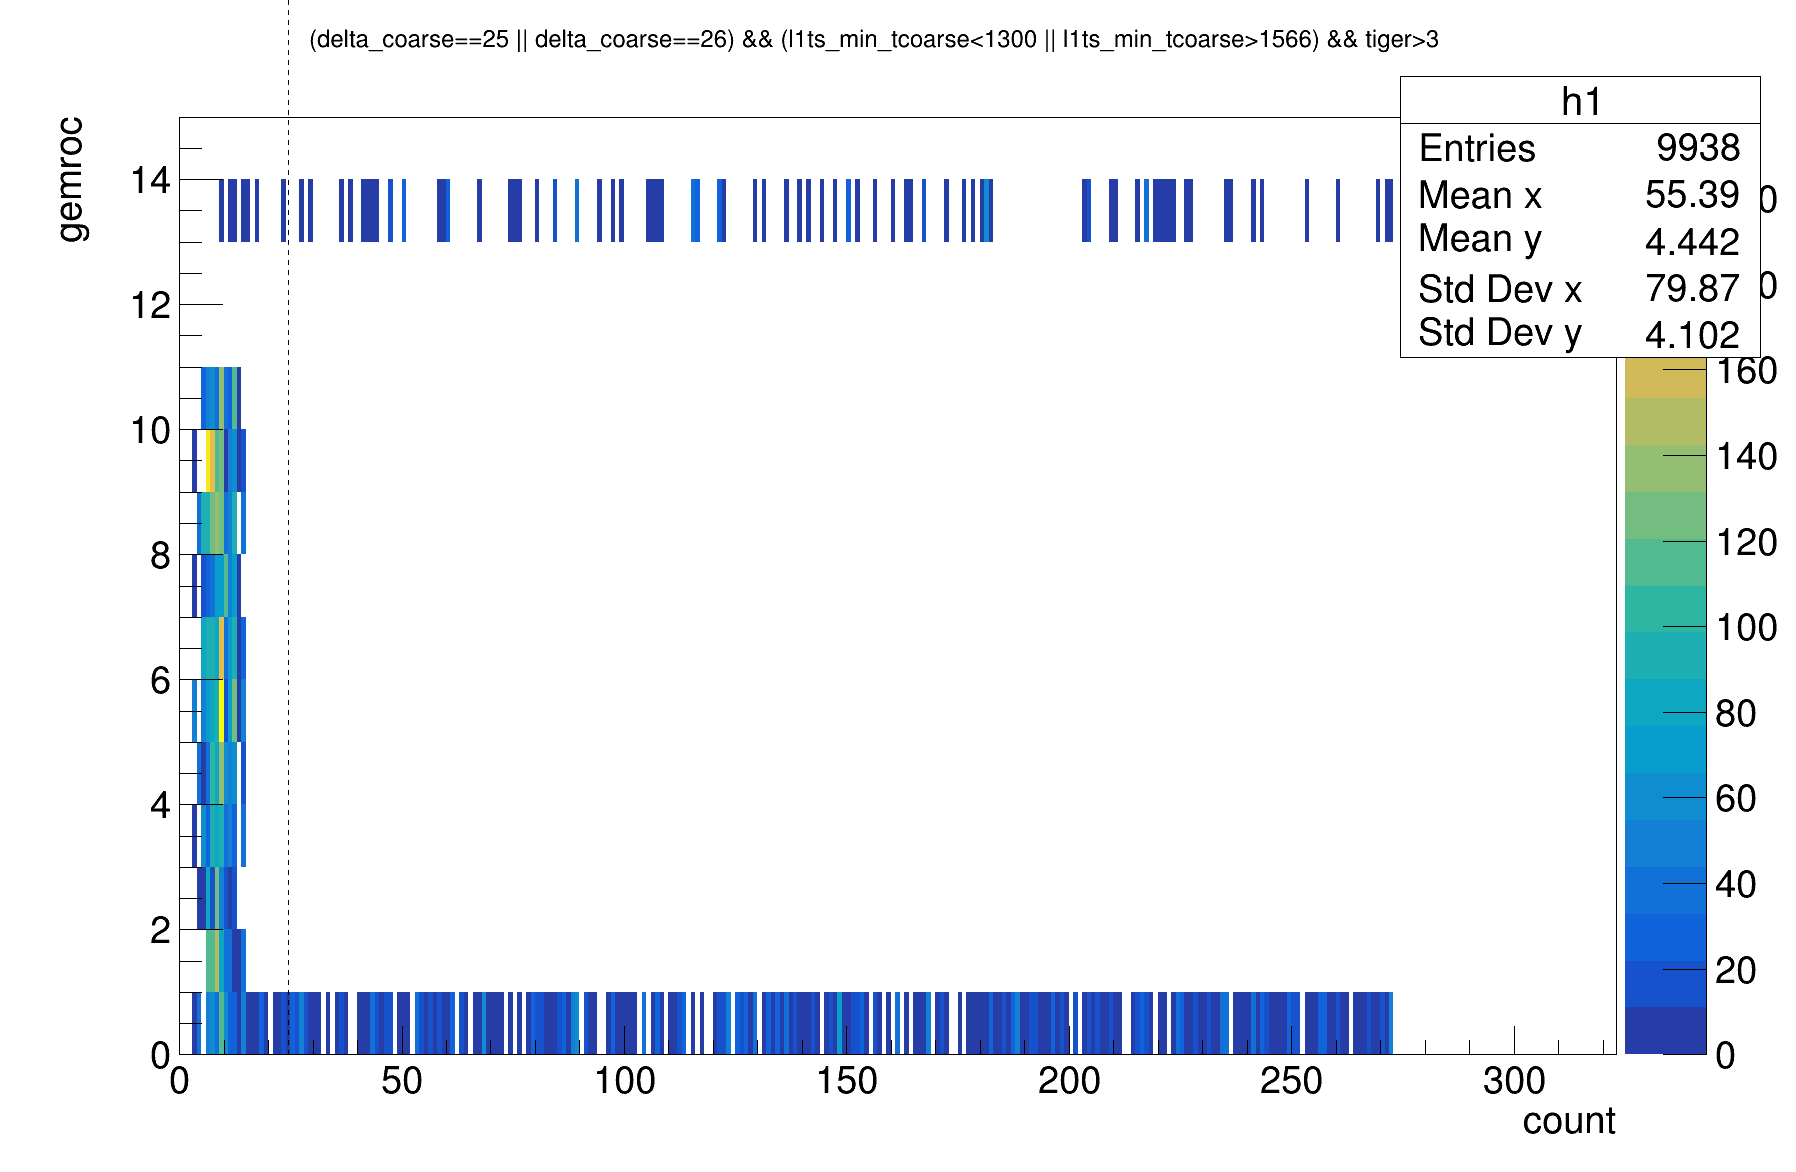 (delta_coarse==25 || delta_coarse==26) && (l1ts_min_tcoarse<1300 || l1ts_min_tcoarse>1566) && tiger>3
h1
Entries 9938
Mean x 55.39
Mean y 4.442
Std Dev x 79.87
Std Dev y 4.102
gemroc
14
12
10
8
6
4
2
0
0 50 100 150 200 250 300
count
0
0
160
140
120
100
80
60
40
20
0